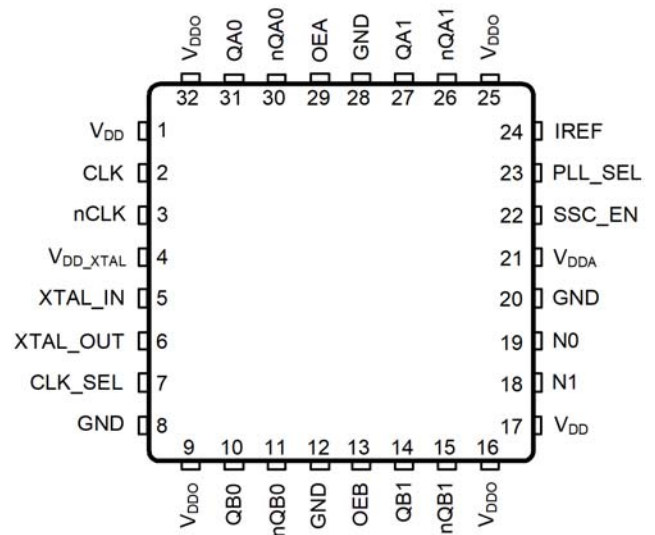 VDDO QA0 nQA0 OEA GND QA1 nQA1 VDDO
32 31 30 29 28 27 26 25
VDD 1 24 IREF
CLK 2 23 PLL_SEL
nCLK 3 22 SSC_EN
VDD_XTAL 4 21 VDDA
XTAL_IN 5 20 GND
XTAL_OUT 6 19 N0
CLK_SEL 7 18 N1
GND 8 17 VDD
9 10 11 12 13 14 15 16
VDDO QB0 nQB0 GND OEB QB1 nQB1 VDDO